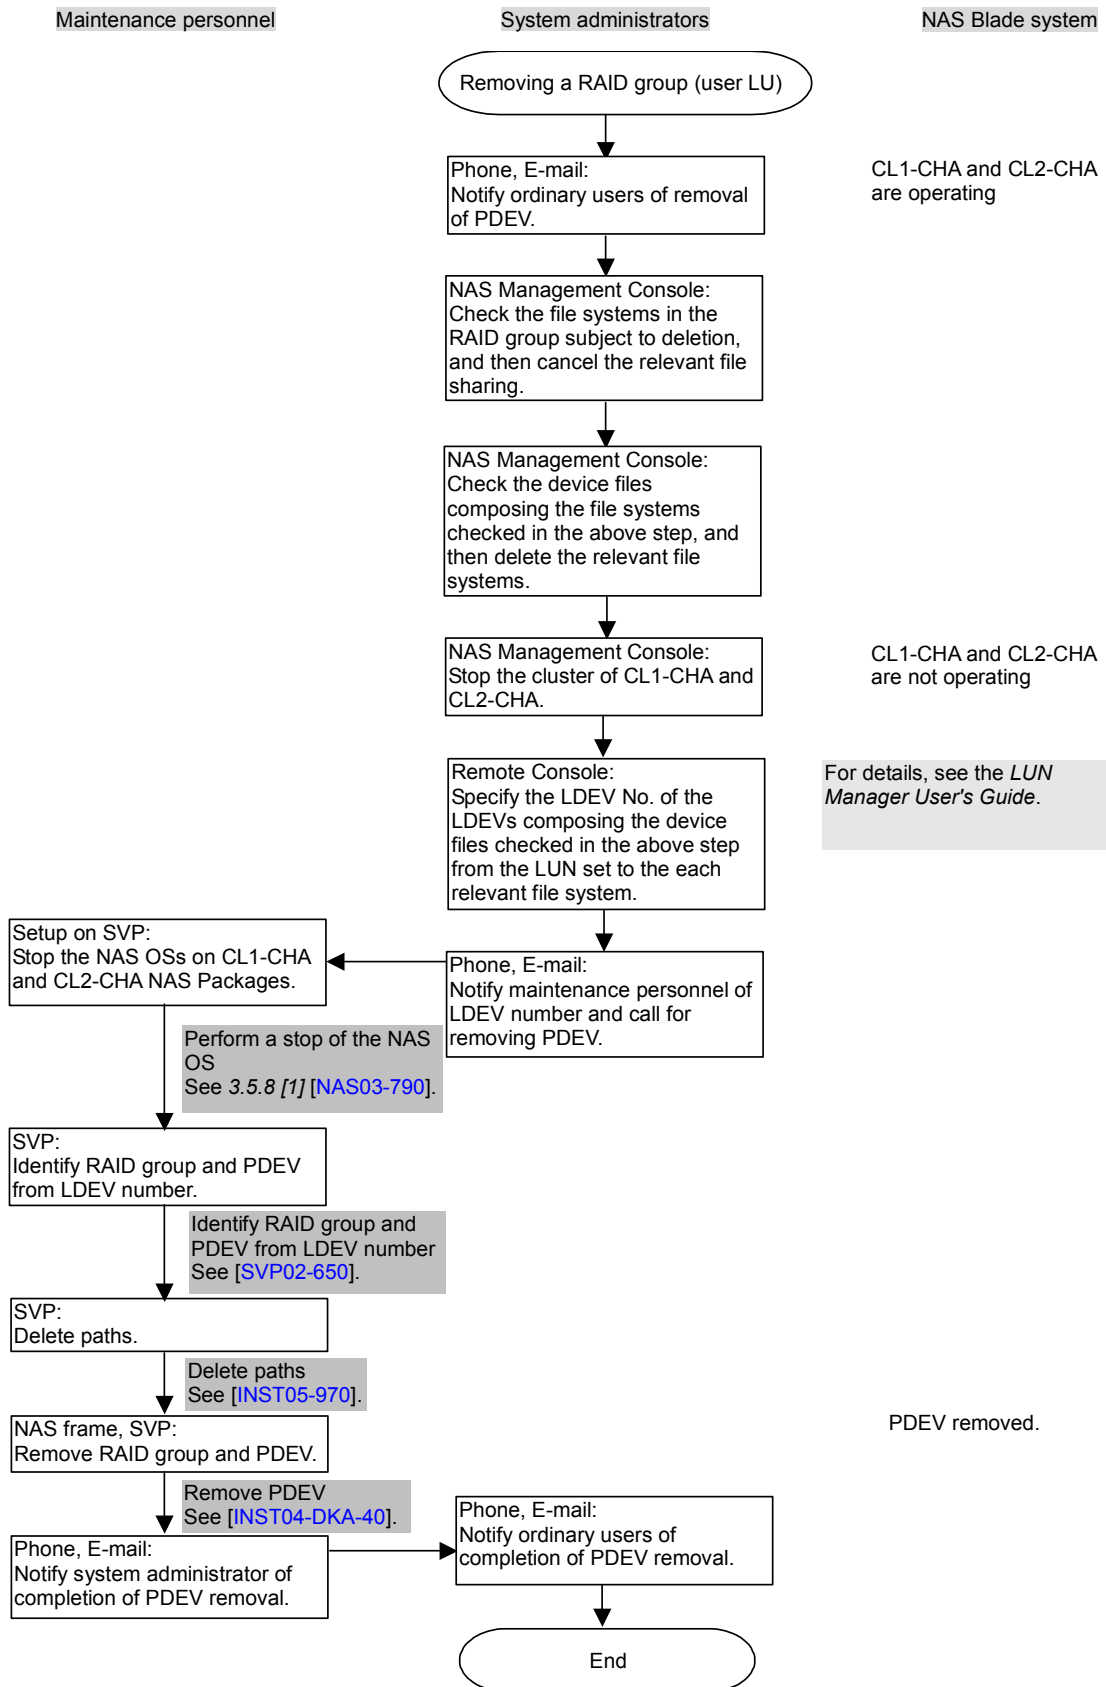 Maintenance personnel
System administrators
NAS Blade system
Removing a RAID group (user LU)
Phone, E-mail:
Notify ordinary users of removal
of PDEV.
CL1-CHA and CL2-CHA
are operating
NAS Management Console:
Check the file systems in the
RAID group subject to deletion,
and then cancel the relevant file
sharing.
NAS Management Console:
Check the device files
composing the file systems
checked in the above step, and
then delete the relevant file
systems.
NAS Management Console:
Stop the cluster of CL1-CHA and
CL2-CHA.
CL1-CHA and CL2-CHA
are not operating
Remote Console:
Specify the LDEV No. of the
LDEVs composing the device
files checked in the above step
from the LUN set to the each
relevant file system.
For details, see the LUN
Manager User's Guide.
Phone, E-mail:
Notify maintenance personnel of
LDEV number and call for
removing PDEV.
Setup on SVP:
Stop the NAS OSs on CL1-CHA
and CL2-CHA NAS Packages.
Perform a stop of the NAS
OS
See 3.5.8 [1] [NAS03-790].
SVP:
Identify RAID group and PDEV
from LDEV number.
Identify RAID group and
PDEV from LDEV number
See [SVP02-650].
SVP:
Delete paths.
Delete paths
See [INST05-970].
NAS frame, SVP:
Remove RAID group and PDEV.
PDEV removed.
Remove PDEV
See [INST04-DKA-40].
Phone, E-mail:
Notify system administrator of
completion of PDEV removal.
Phone, E-mail:
Notify ordinary users of
completion of PDEV removal.
End